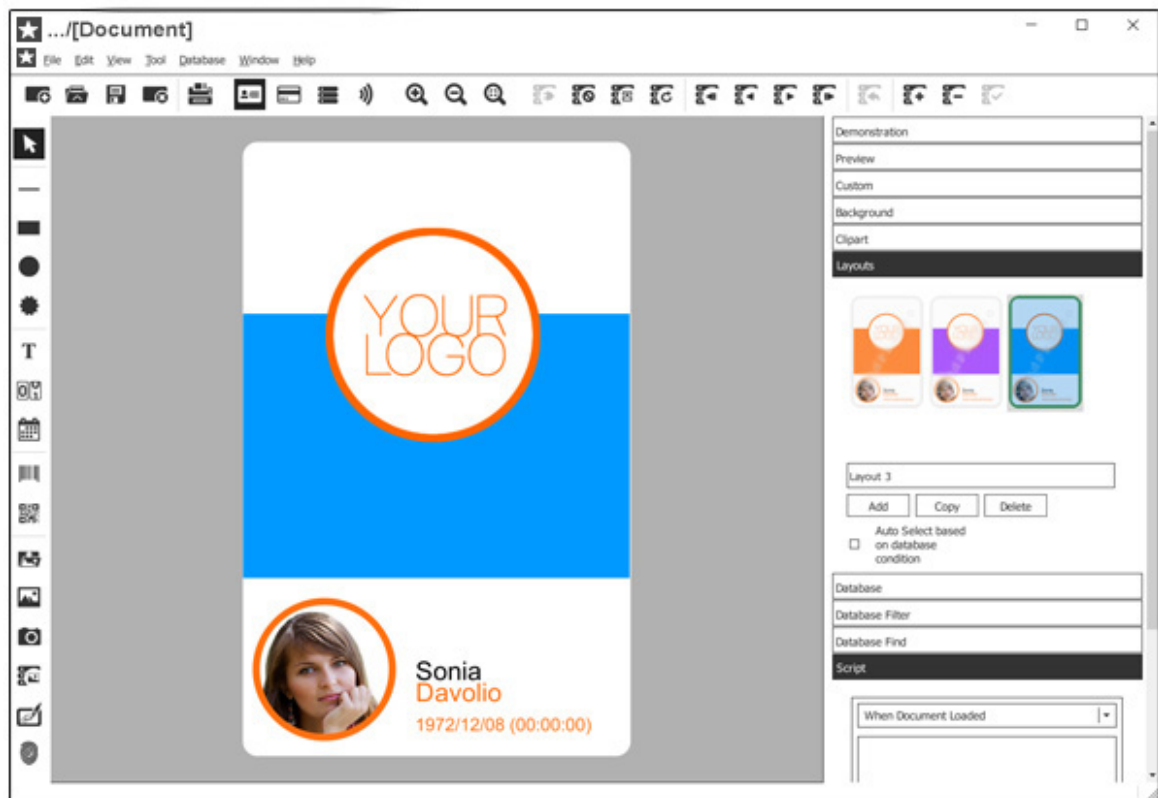 .../[Document]
File Edit View Tool Database Window Help
T
Demonstration
Preview
Custom
Background
Clipart
Layouts
YOUR
LOGO
Layout 3
Add Copy Delete
Auto Select based
on database
condition
Database
Database Filter
Database Find
Script
When Document Loaded
Sonia
Davolio
1972/12/08 (00:00:00)